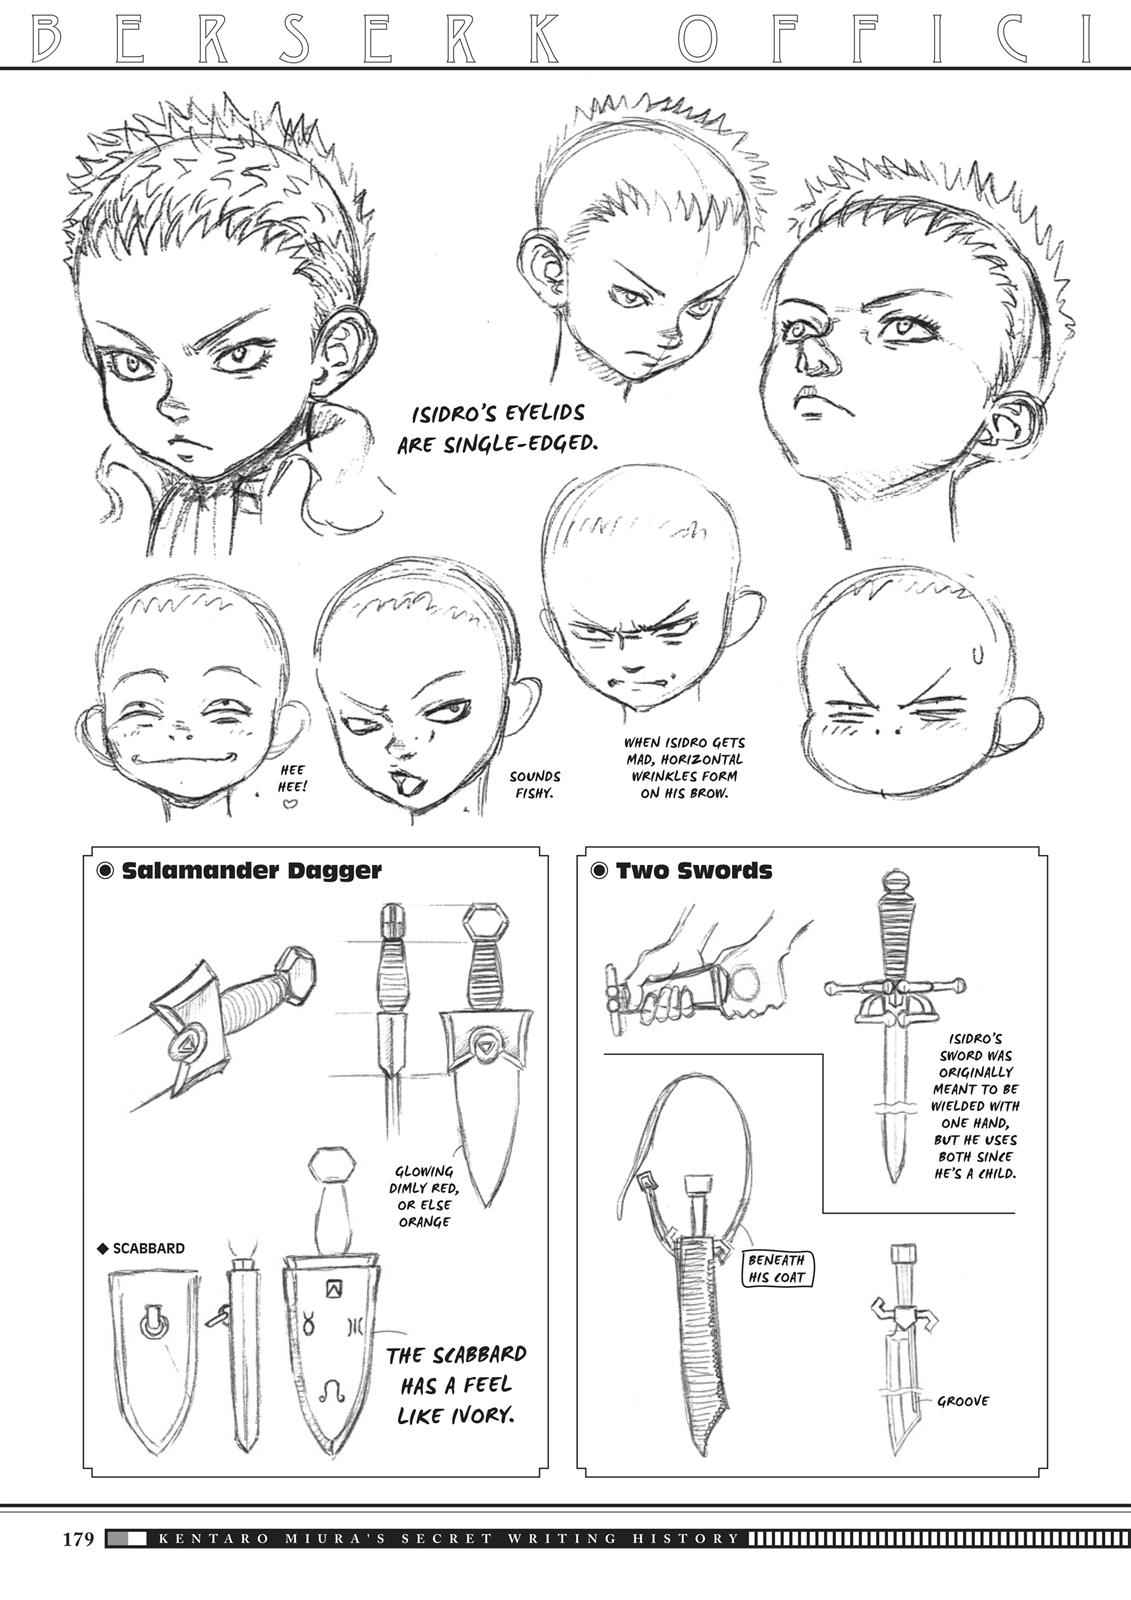 BERSERK OFFICI
ISIDRO'S EYELIDS
ARE SINGLE-EDGED.
HEE
HEE!
SOUNDS
FISHY.
WHEN ISIDRO GETS
MAD, HORIZONTAL
WRINKLES FORM
ON HIS BROW.
Salamander Dagger
GLOWING
DIMLY RED,
OR ELSE
ORANGE
◆ SCABBARD
THE SCABBARD
HAS A FEEL
LIKE IVORY.
Two Swords
ISIDRO'S
SWORD WAS
ORIGINALLY
MEANT TO BE
WIELDED WITH
ONE HAND,
BUT HE USES
BOTH SINCE
HE'S A CHILD.
BENEATH
HIS COAT
GROOVE
179 KENTARO MIURA'S SECRET WRITING HISTORY